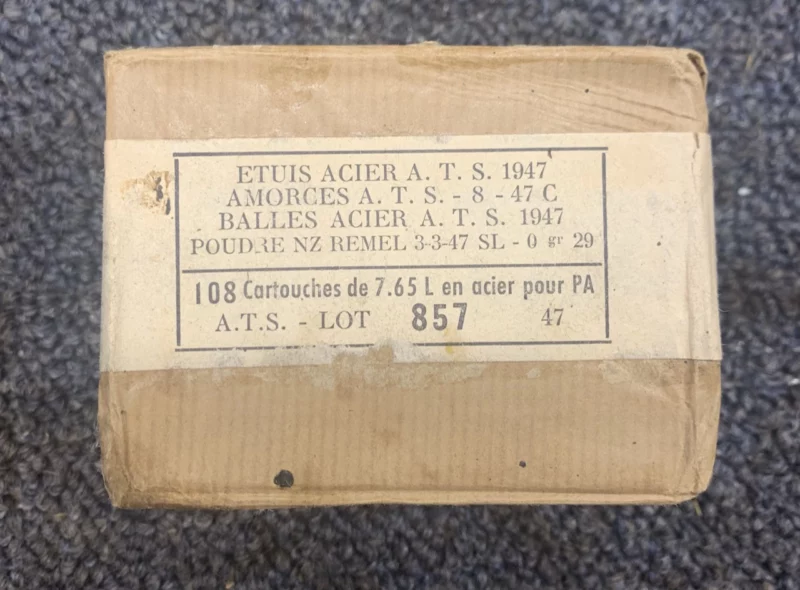 ETUIS ACIER A. T. S. 1947
AMORCES A. T. S. - 8 - 47 C
BALLES ACIER A. T. S. 1947
POUDRE NZ REMEL 3-3-47 SL - 0 gr 29
108 Cartouches de 7.65 L en acier pour PA
A.T.S. - LOT 857 47